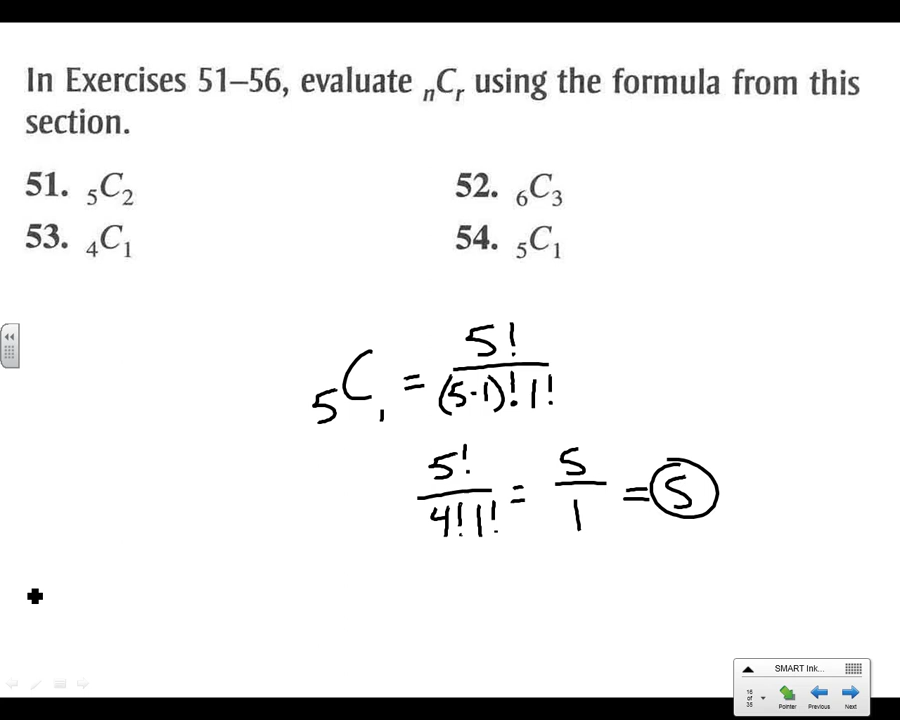 In Exercises 51–56, evaluate ₙCᵣ using the formula from this
section.
51. ₅C₂ 52. ₆C₃
53. ₄C₁ 54. ₅C₁
₅C₁ = 5! / (5-1)! 1!
5! / 4! 1! = 5 / 1 = 5
SMART Ink...
16 of 35
Pointer Previous Next